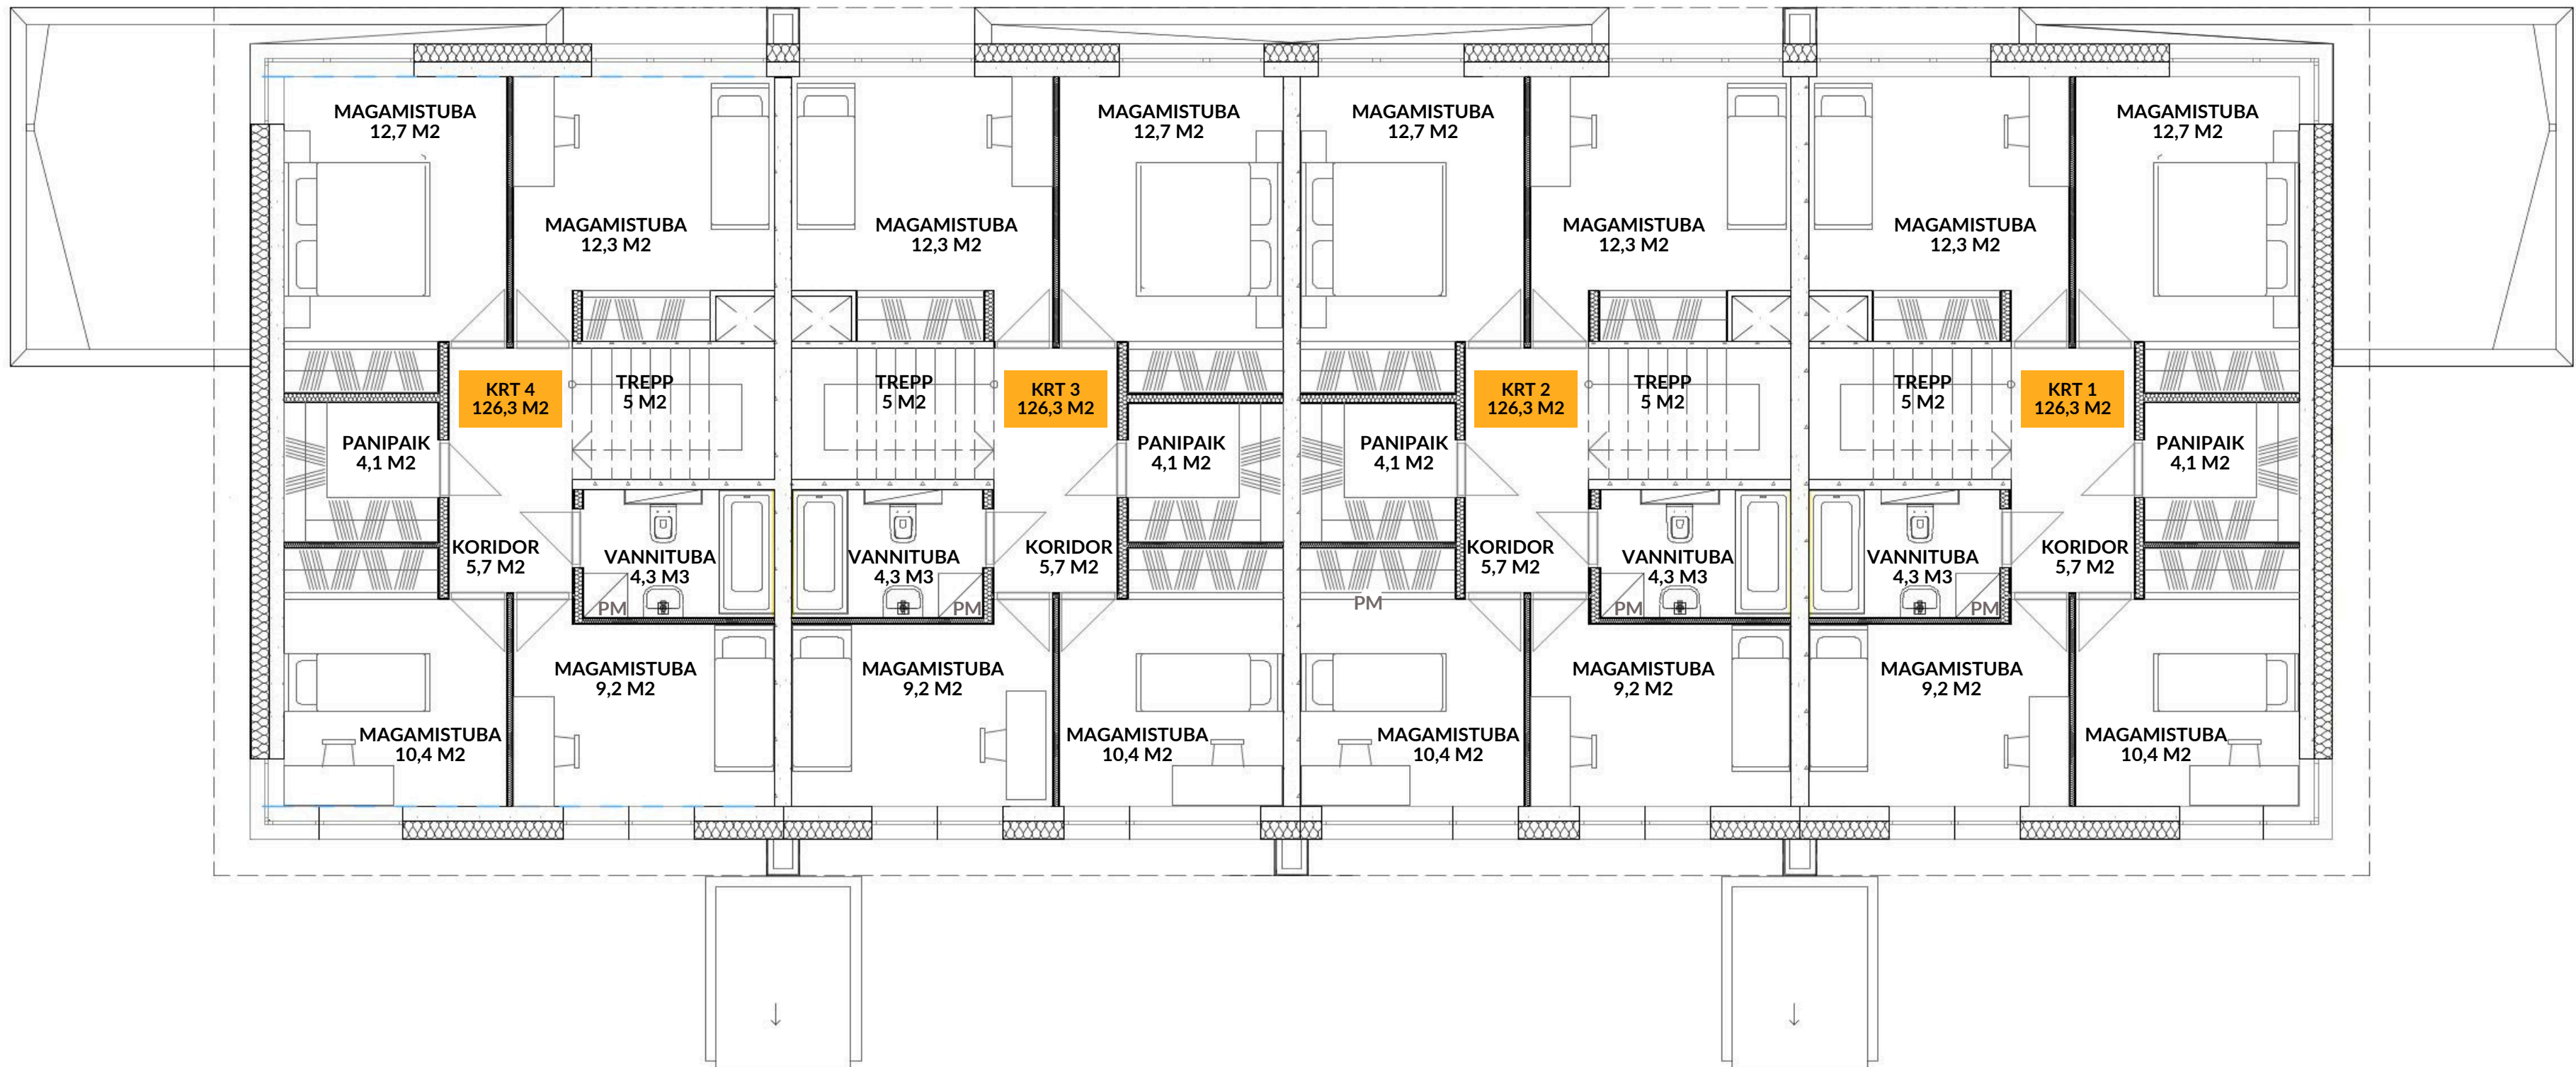 MAGAMISTUBA
12,7 M2
MAGAMISTUBA
12,3 M2
MAGAMISTUBA
12,3 M2
MAGAMISTUBA
12,7 M2
MAGAMISTUBA
12,7 M2
MAGAMISTUBA
12,3 M2
MAGAMISTUBA
12,3 M2
MAGAMISTUBA
12,7 M2
KRT 4
126,3 M2
TREPP
5 M2
TREPP
5 M2
KRT 3
126,3 M2
KRT 2
126,3 M2
TREPP
5 M2
TREPP
5 M2
KRT 1
126,3 M2
PANIPAIK
4,1 M2
PANIPAIK
4,1 M2
PANIPAIK
4,1 M2
PANIPAIK
4,1 M2
KORIDOR
5,7 M2
VANNITUBA
4,3 M3
PM
VANNITUBA
4,3 M3
PM
KORIDOR
5,7 M2
PM
KORIDOR
5,7 M2
VANNITUBA
4,3 M3
PM
VANNITUBA
4,3 M3
PM
KORIDOR
5,7 M2
MAGAMISTUBA
10,4 M2
MAGAMISTUBA
9,2 M2
MAGAMISTUBA
9,2 M2
MAGAMISTUBA
10,4 M2
MAGAMISTUBA
10,4 M2
MAGAMISTUBA
9,2 M2
MAGAMISTUBA
9,2 M2
MAGAMISTUBA
10,4 M2